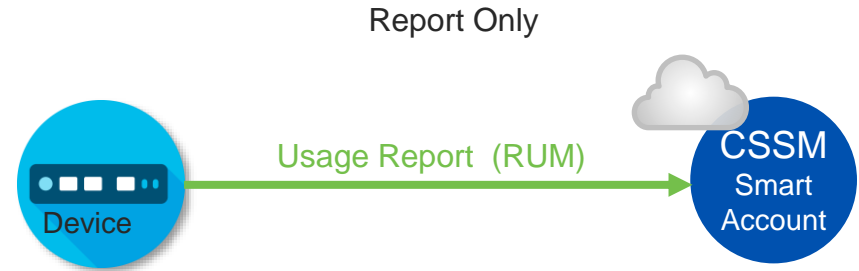 Report Only
Usage Report (RUM)
Device
CSSM
Smart
Account